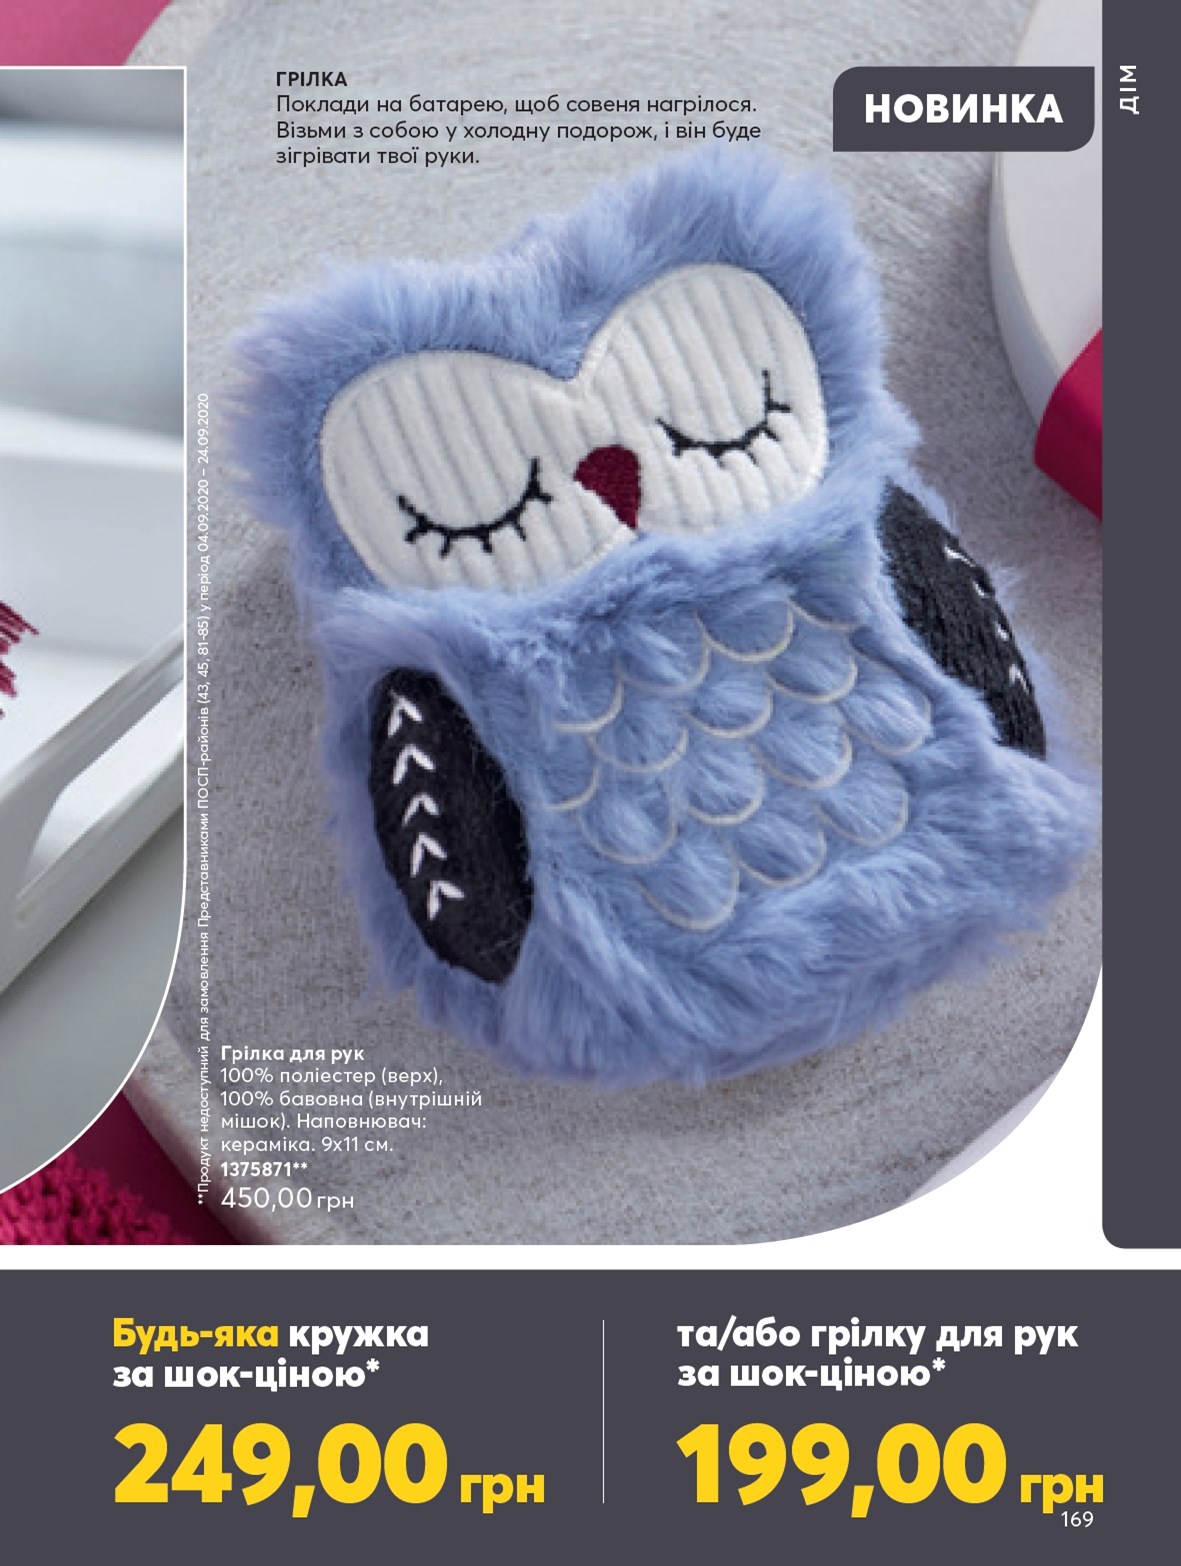 ГРІЛКА
Поклади на батарею, щоб совеня нагрілося.
Візьми з собою у холодну подорож, і він буде
зігрівати твої руки.
НОВИНКА
ДІМ
**Продукт недоступний для замовлення Представниками ПОСП-районів (43, 45, 81-85) у період 04.09.2020 – 24.09.2020
Грілка для рук
100% поліестер (верх),
100% бавовна (внутрішній
мішок). Наповнювач:
кераміка. 9х11 см.
1375871**
450,00 грн
Будь-яка кружка
за шок-ціною*
249,00 грн
та/або грілку для рук
за шок-ціною*
199,00 грн
169